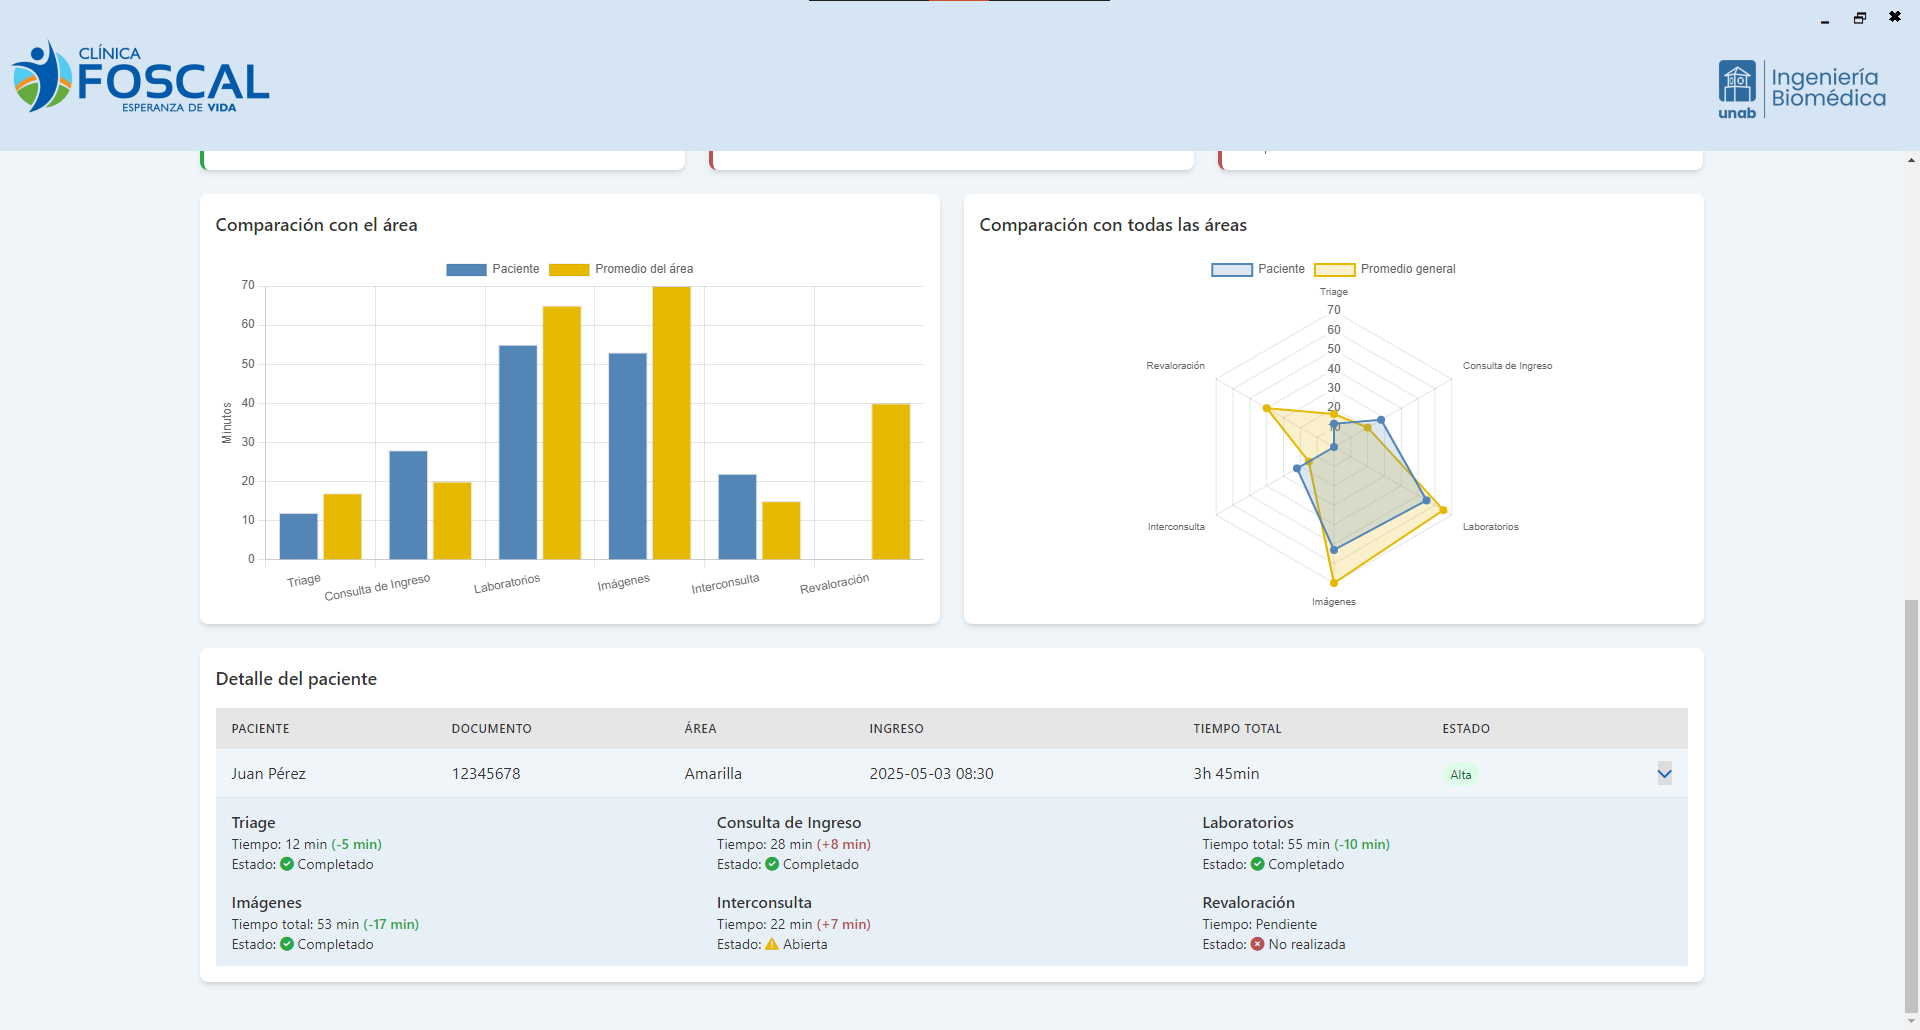 CLÍNICA
FOSCAL
ESPERANZA DE VIDA
Ingeniería
Biomédica
unab
Comparación con el área
Paciente Promedio del área
70
60
50
40
30
20
10
0
Minutos
Triage Consulta de Ingreso Laboratorios Imágenes Interconsulta Revaloración
Comparación con todas las áreas
Paciente Promedio general
Triage
70
60
50
40
30
20
10
Revaloración
Consulta de Ingreso
Interconsulta
Laboratorios
Imágenes
Detalle del paciente
PACIENTE DOCUMENTO ÁREA INGRESO TIEMPO TOTAL ESTADO
Juan Pérez 12345678 Amarilla 2025-05-03 08:30 3h 45min Alta
Triage
Tiempo: 12 min (-5 min)
Estado: Completado
Consulta de Ingreso
Tiempo: 28 min (+8 min)
Estado: Completado
Laboratorios
Tiempo total: 55 min (-10 min)
Estado: Completado
Imágenes
Tiempo total: 53 min (-17 min)
Estado: Completado
Interconsulta
Tiempo: 22 min (+7 min)
Estado: Abierta
Revaloración
Tiempo: Pendiente
Estado: No realizada